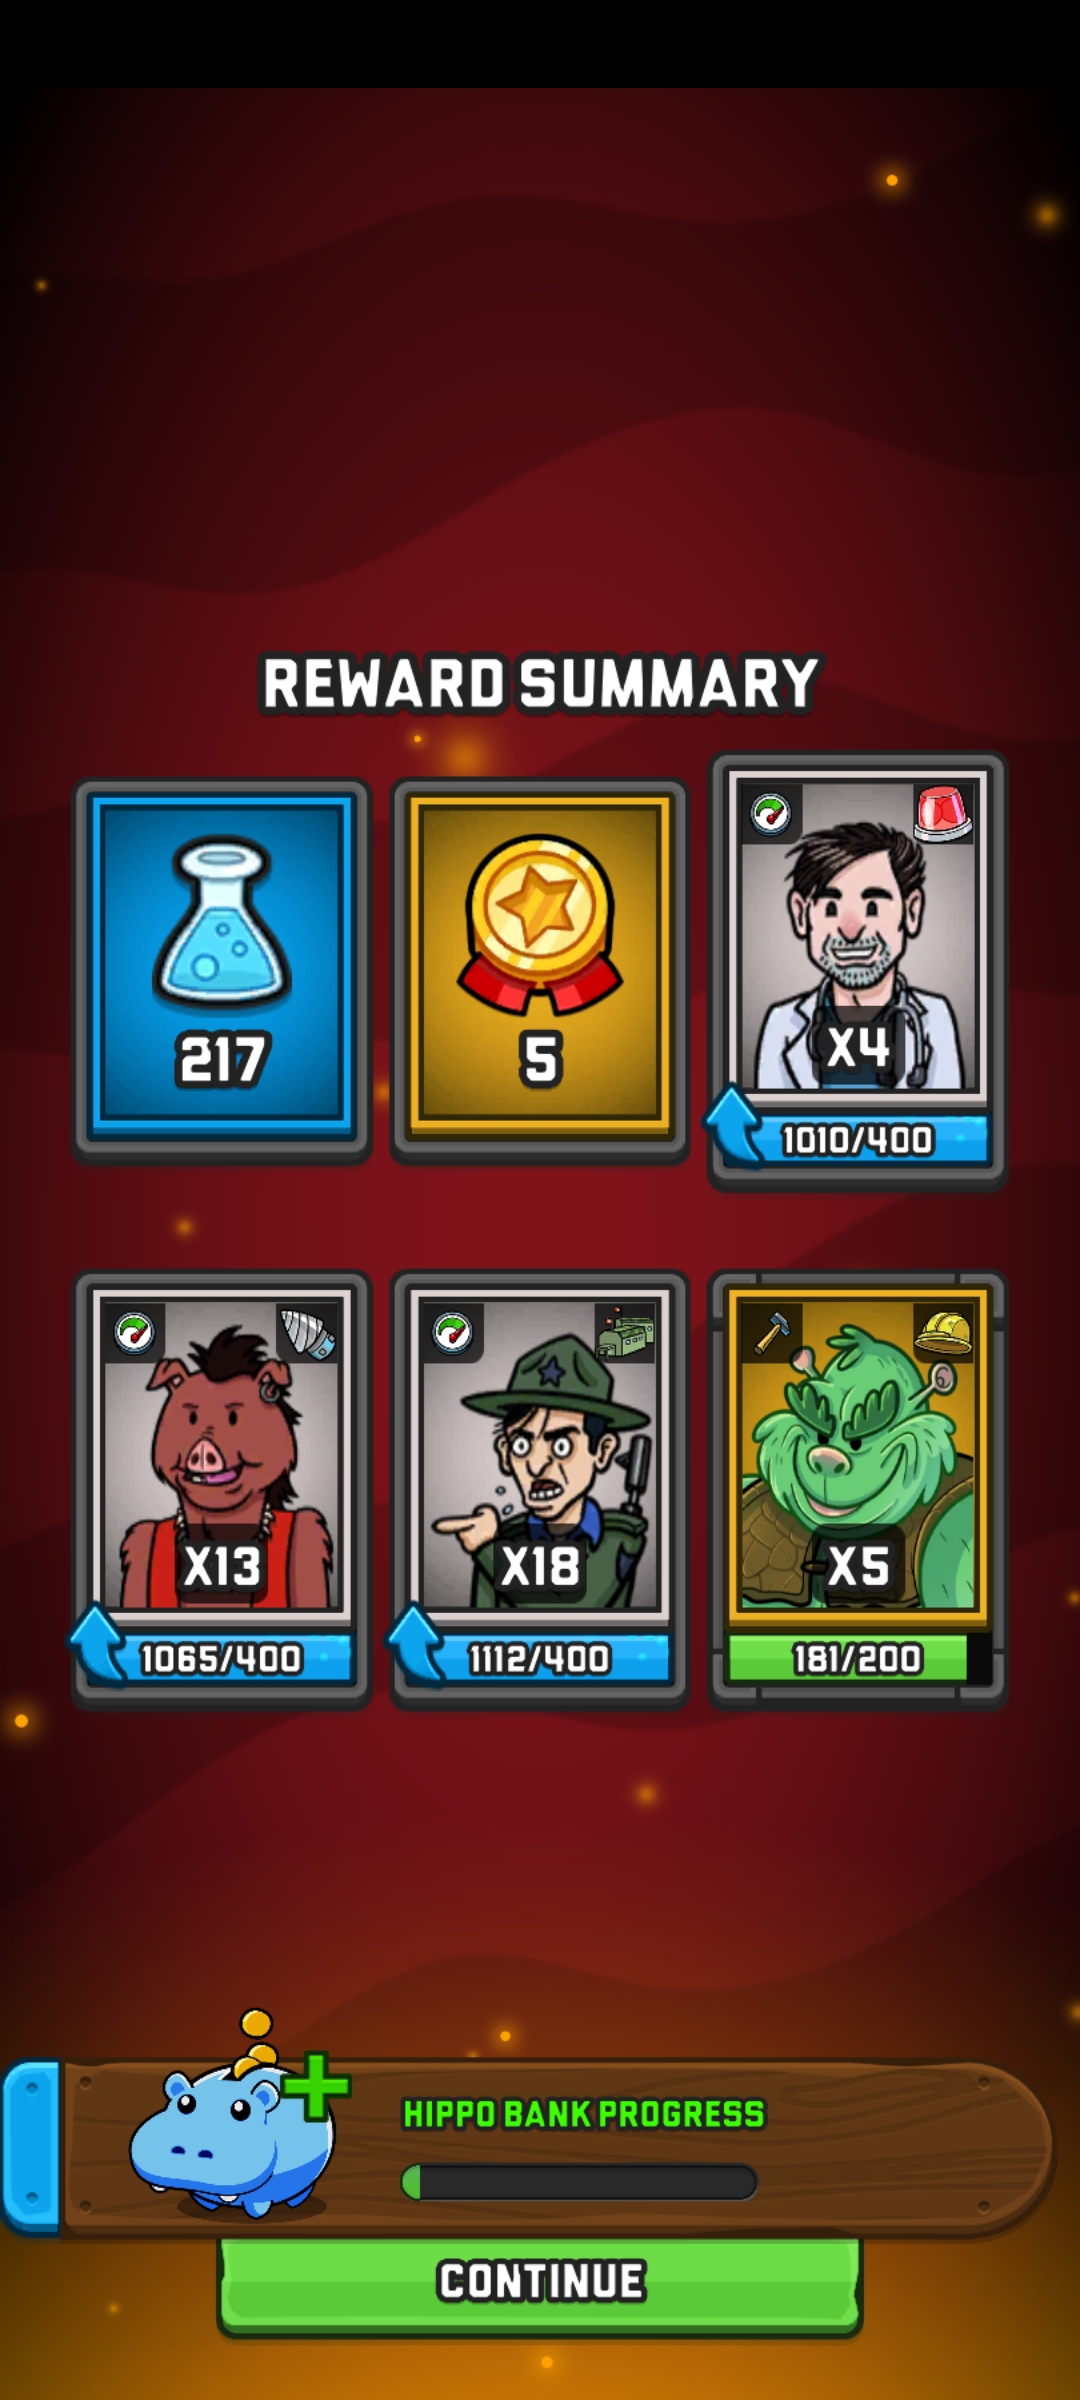 REWARD SUMMARY
217
5
X4
1010/400
X13
1065/400
X18
1112/400
X5
181/200
HIPPO BANK PROGRESS
CONTINUE